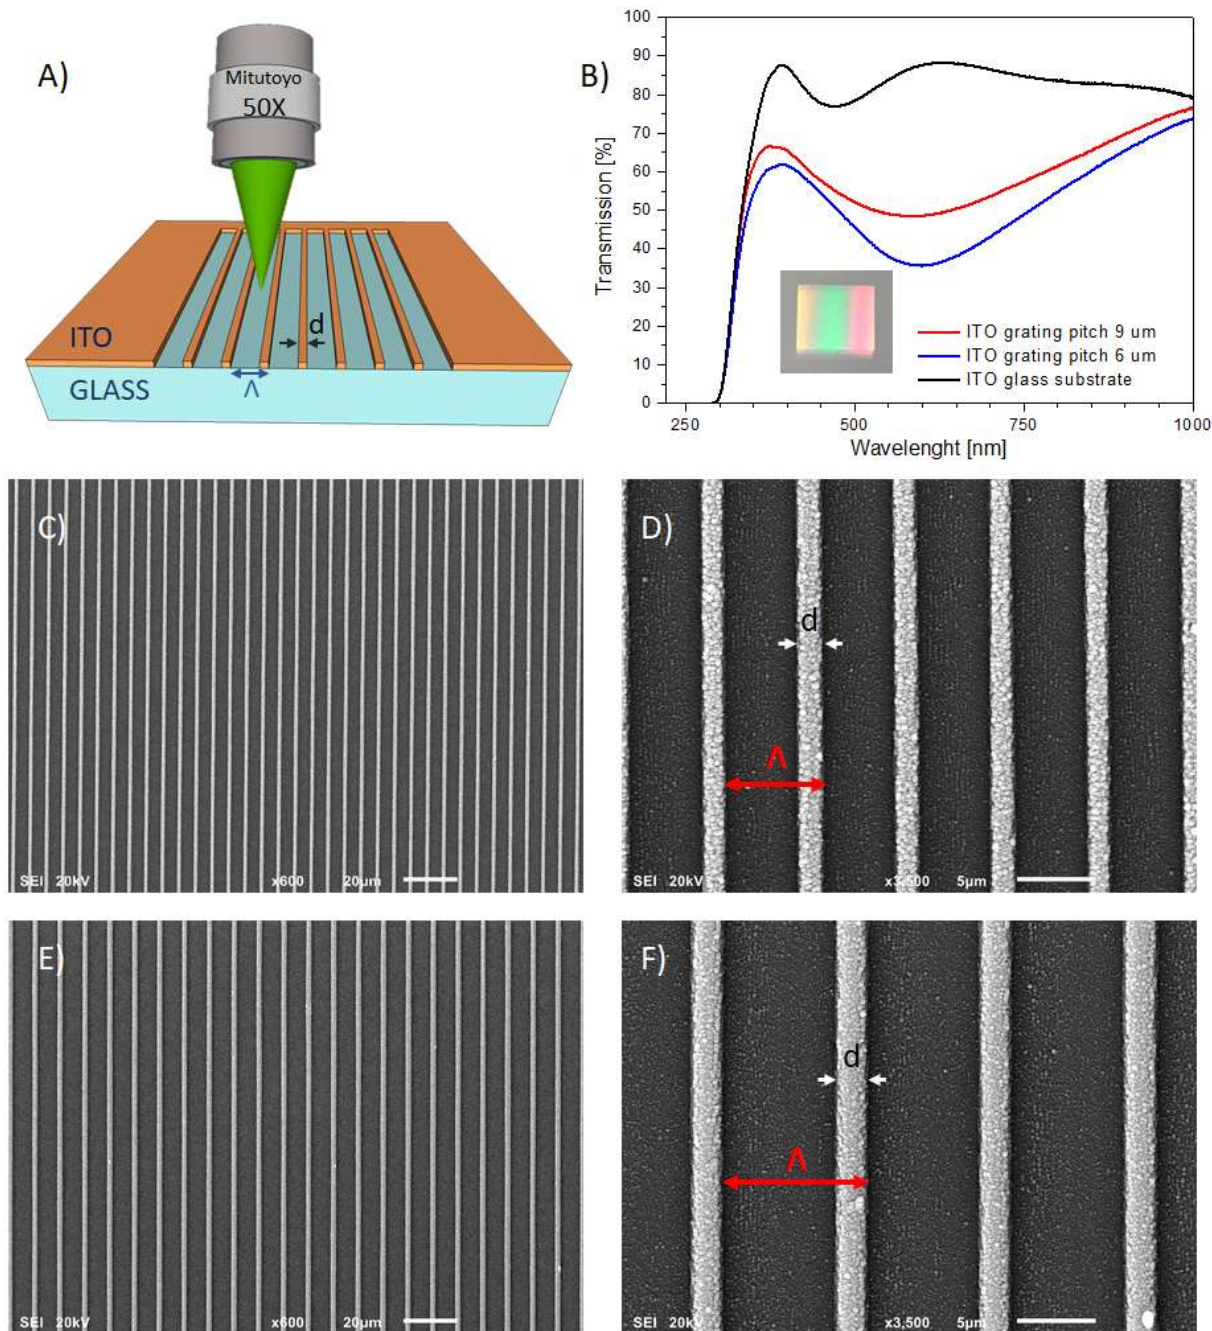 A)
Mitutoyo
50X
ITO
d
Λ
GLASS
B)
100
90
80
70
60
50
40
30
20
10
0
Transmission [%]
250
500
750
1000
Wavelenght [nm]
ITO grating pitch 9 um
ITO grating pitch 6 um
ITO glass substrate
C)
SEI 20kV x600 20µm
D)
d
Λ
SEI 20kV x3,500 5µm
E)
SEI 20kV x600 20µm
F)
d
Λ
SEI 20kV x3,500 5µm